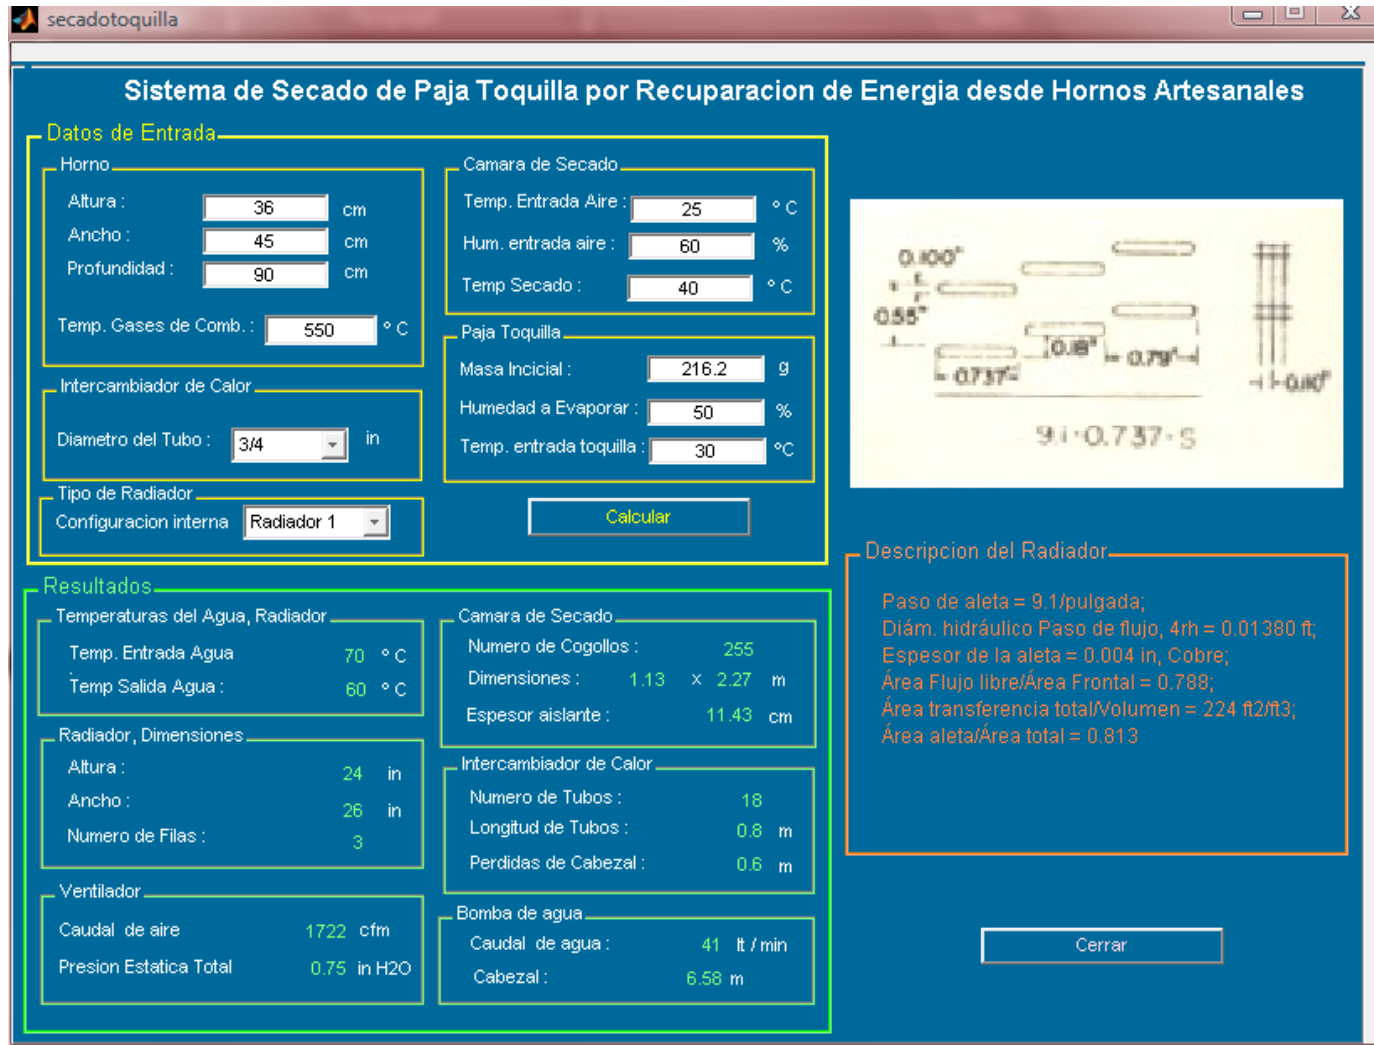 secadotoquilla
Sistema de Secado de Paja Toquilla por Recuparacion de Energia desde Hornos Artesanales
Datos de Entrada
Horno
Altura : 36 cm
Ancho : 45 cm
Profundidad : 90 cm
Temp. Gases de Comb. : 550 º C
Intercambiador de Calor
Diametro del Tubo : 3/4 in
Tipo de Radiador
Configuracion interna Radiador 1
Camara de Secado
Temp. Entrada Aire : 25 º C
Hum. entrada aire : 60 %
Temp Secado : 40 º C
Paja Toquilla
Masa Incicial : 216.2 g
Humedad a Evaporar : 50 %
Temp. entrada toquilla : 30 ºC
Calcular
0.100"
0.55"
0.18"
0.79"
0.737"
0.110"
9.1-0.737-S
Resultados
Temperaturas del Agua, Radiador
Temp. Entrada Agua : 70 º C
Temp Salida Agua : 60 º C
Radiador, Dimensiones
Altura : 24 in
Ancho : 26 in
Numero de Filas : 3
Ventilador
Caudal de aire 1722 cfm
Presion Estatica Total 0.75 in H2O
Camara de Secado
Numero de Cogollos : 255
Dimensiones : 1.13 x 2.27 m
Espesor aislante : 11.43 cm
Intercambiador de Calor
Numero de Tubos : 18
Longitud de Tubos : 0.8 m
Perdidas de Cabezal : 0.6 m
Bomba de agua
Caudal de agua : 41 lt / min
Cabezal : 6.58 m
Descripcion del Radiador
Paso de aleta = 9.1/pulgada;
Diám. hidráulico Paso de flujo, 4rh = 0.01380 ft;
Espesor de la aleta = 0.004 in, Cobre;
Área Flujo libre/Área Frontal = 0.788;
Área transferencia total/Volumen = 224 ft2/ft3;
Área aleta/Área total = 0.813
Cerrar